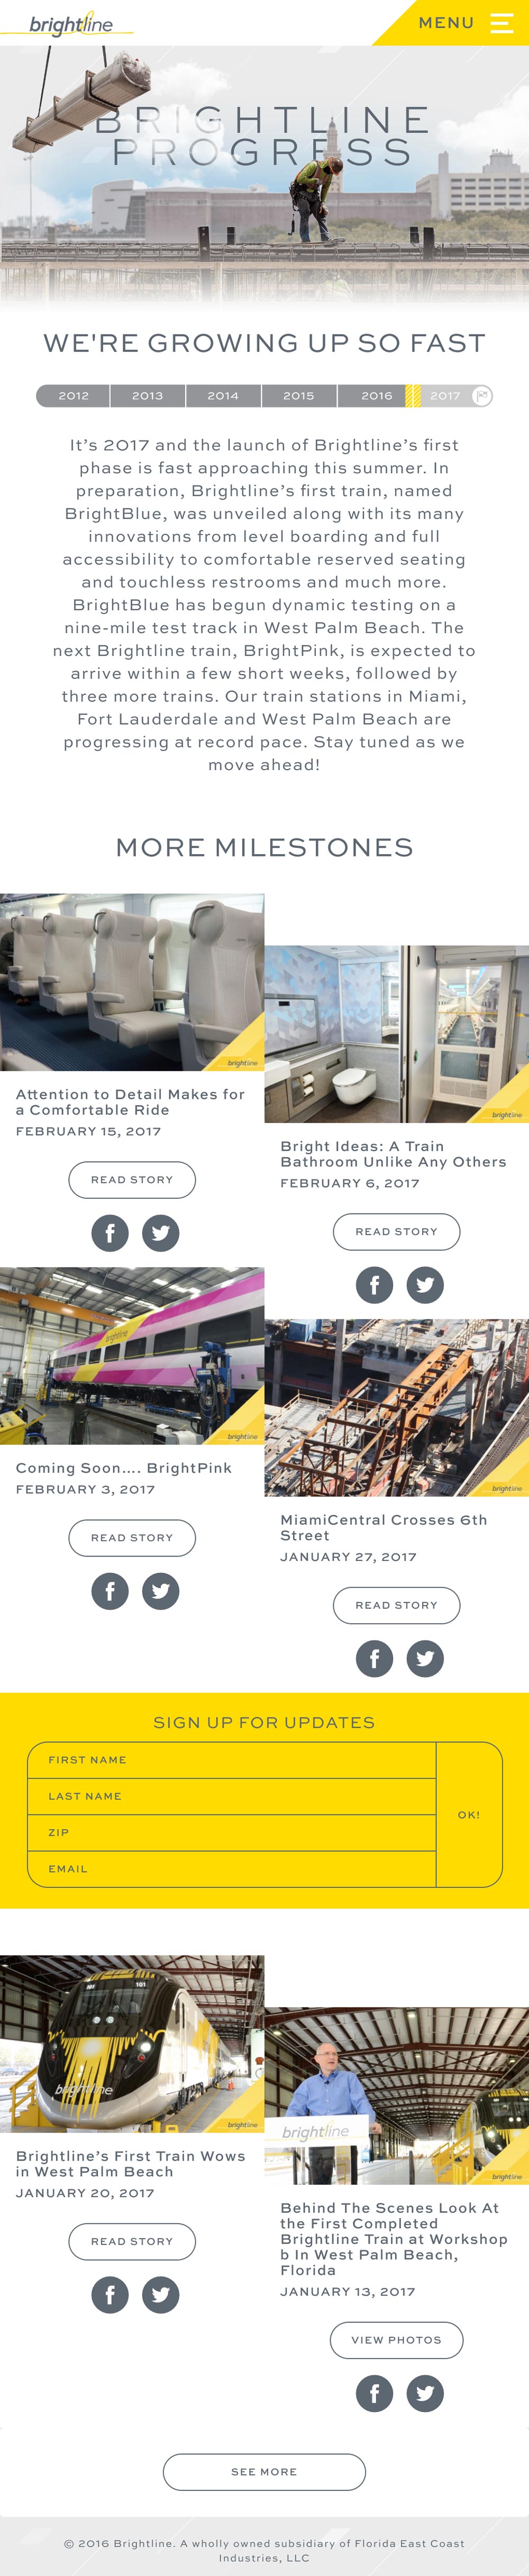 brightline
MENU
BRIGHTLINE
PROGRESS
WE'RE GROWING UP SO FAST
2012 2013 2014 2015 2016 2017
It’s 2017 and the launch of Brightline’s first
phase is fast approaching this summer. In
preparation, Brightline’s first train, named
BrightBlue, was unveiled along with its many
innovations from level boarding and full
accessibility to comfortable reserved seating
and touchless restrooms and much more.
BrightBlue has begun dynamic testing on a
nine-mile test track in West Palm Beach. The
next Brightline train, BrightPink, is expected to
arrive within a few short weeks, followed by
three more trains. Our train stations in Miami,
Fort Lauderdale and West Palm Beach are
progressing at record pace. Stay tuned as we
move ahead!
MORE MILESTONES
brightline
Attention to Detail Makes for
a Comfortable Ride
FEBRUARY 15, 2017
READ STORY
brightline
Bright Ideas: A Train
Bathroom Unlike Any Others
FEBRUARY 6, 2017
READ STORY
brightline
brightline
Coming Soon…. BrightPink
FEBRUARY 3, 2017
READ STORY
brightline
MiamiCentral Crosses 6th
Street
JANUARY 27, 2017
READ STORY
SIGN UP FOR UPDATES
FIRST NAME
LAST NAME
ZIP
EMAIL
OK!
101
brightline
brightline
Brightline’s First Train Wows
in West Palm Beach
JANUARY 20, 2017
READ STORY
brightline
brightline
Behind The Scenes Look At
the First Completed
Brightline Train at Workshop
b In West Palm Beach,
Florida
JANUARY 13, 2017
VIEW PHOTOS
SEE MORE
© 2016 Brightline. A wholly owned subsidiary of Florida East Coast
Industries, LLC